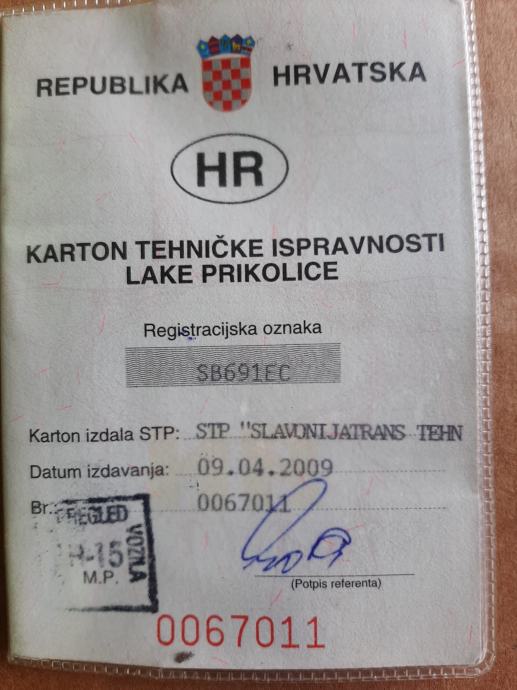 REPUBLIKA HRVATSKA
HR
KARTON TEHNIČKE ISPRAVNOSTI
LAKE PRIKOLICE
Registracijska oznaka
SB691EC
Karton izdala STP: STP "SLAVONIJATRANS TEHN
Datum izdavanja: 09.04.2009
Br.: 0067011
PREGLED
VOZILA
M.P.
(Potpis referenta)
0067011